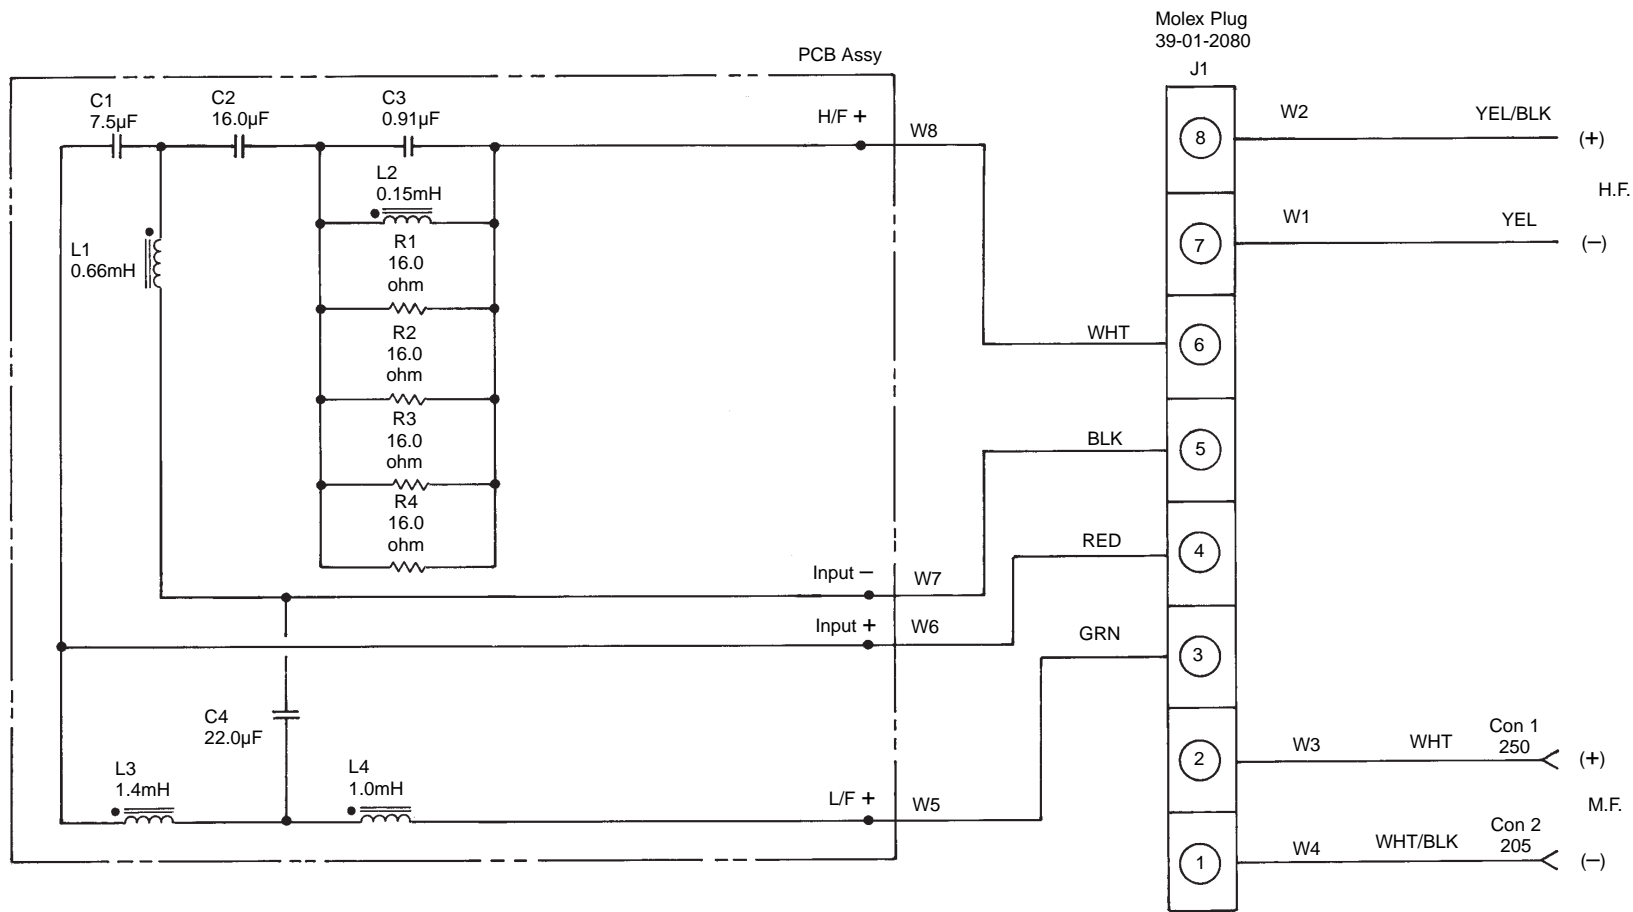 Molex Plug
39-01-2080
J1
PCB Assy
C1
7.5µF
C2
16.0µF
C3
0.91µF
H/F +
W8
L2
0.15mH
L1
0.66mH
R1
16.0
ohm
R2
16.0
ohm
R3
16.0
ohm
R4
16.0
ohm
Input –
W7
Input +
W6
C4
22.0µF
L3
1.4mH
L4
1.0mH
L/F +
W5
WHT
BLK
RED
GRN
8
7
6
5
4
3
2
1
W2
YEL/BLK
(+)
H.F.
W1
YEL
(–)
W3
WHT
Con 1
250
(+)
M.F.
W4
WHT/BLK
Con 2
205
(–)